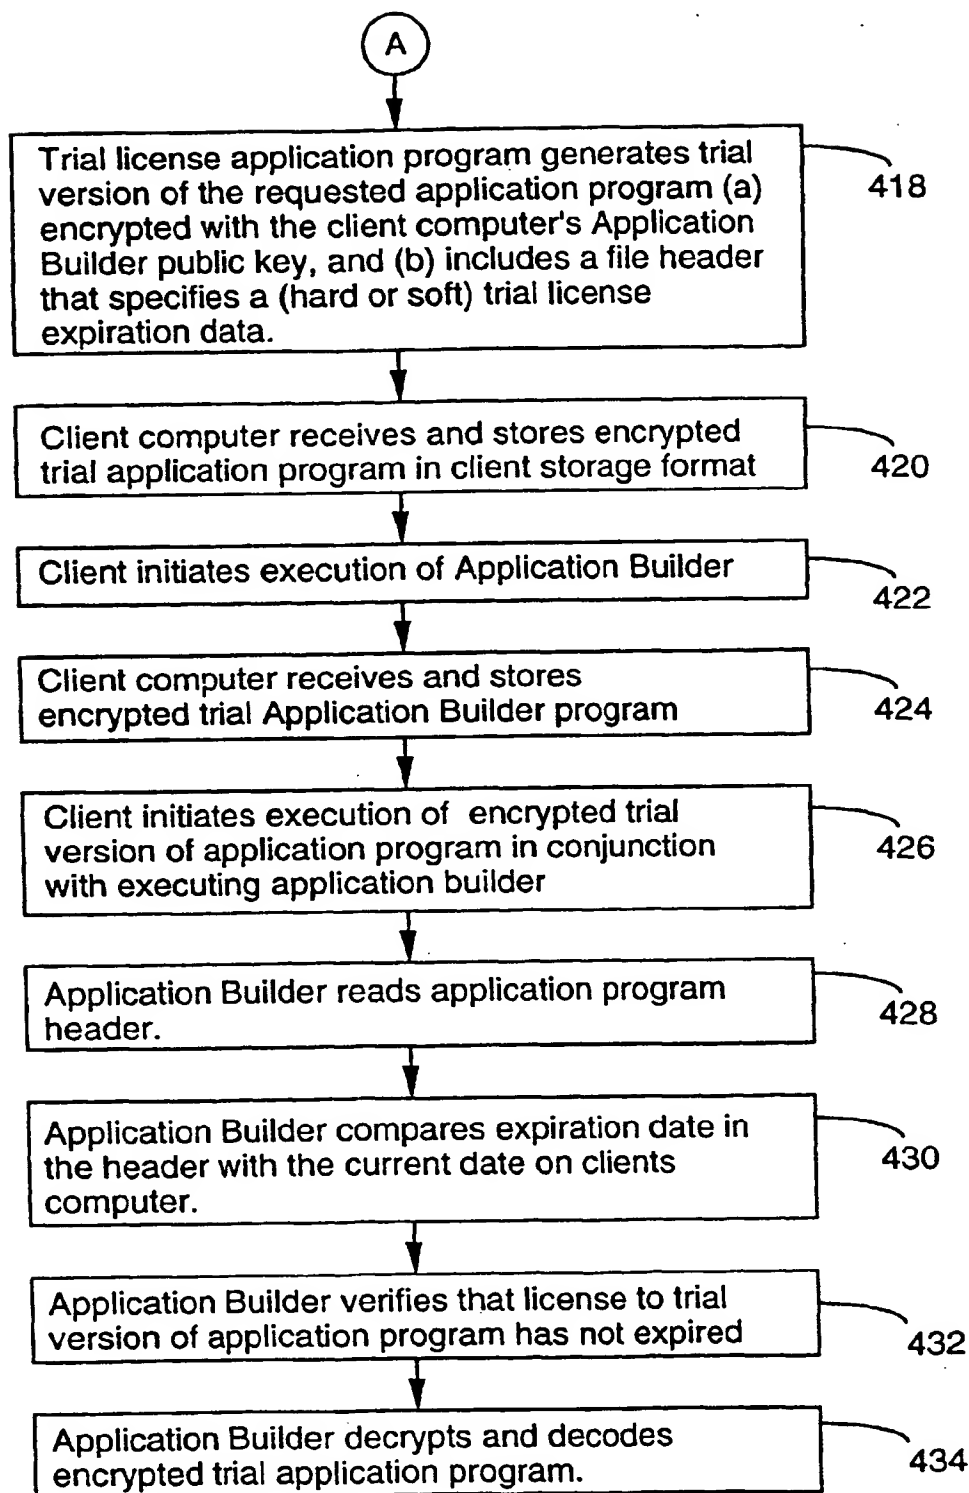 A
Trial license application program generates trial
version of the requested application program (a)
encrypted with the client computer's Application
Builder public key, and (b) includes a file header
that specifies a (hard or soft) trial license
expiration data.
418
Client computer receives and stores encrypted
trial application program in client storage format
420
Client initiates execution of Application Builder
422
Client computer receives and stores
encrypted trial Application Builder program
424
Client initiates execution of encrypted trial
version of application program in conjunction
with executing application builder
426
Application Builder reads application program
header.
428
Application Builder compares expiration date in
the header with the current date on clients
computer.
430
Application Builder verifies that license to trial
version of application program has not expired
432
Application Builder decrypts and decodes
encrypted trial application program.
434